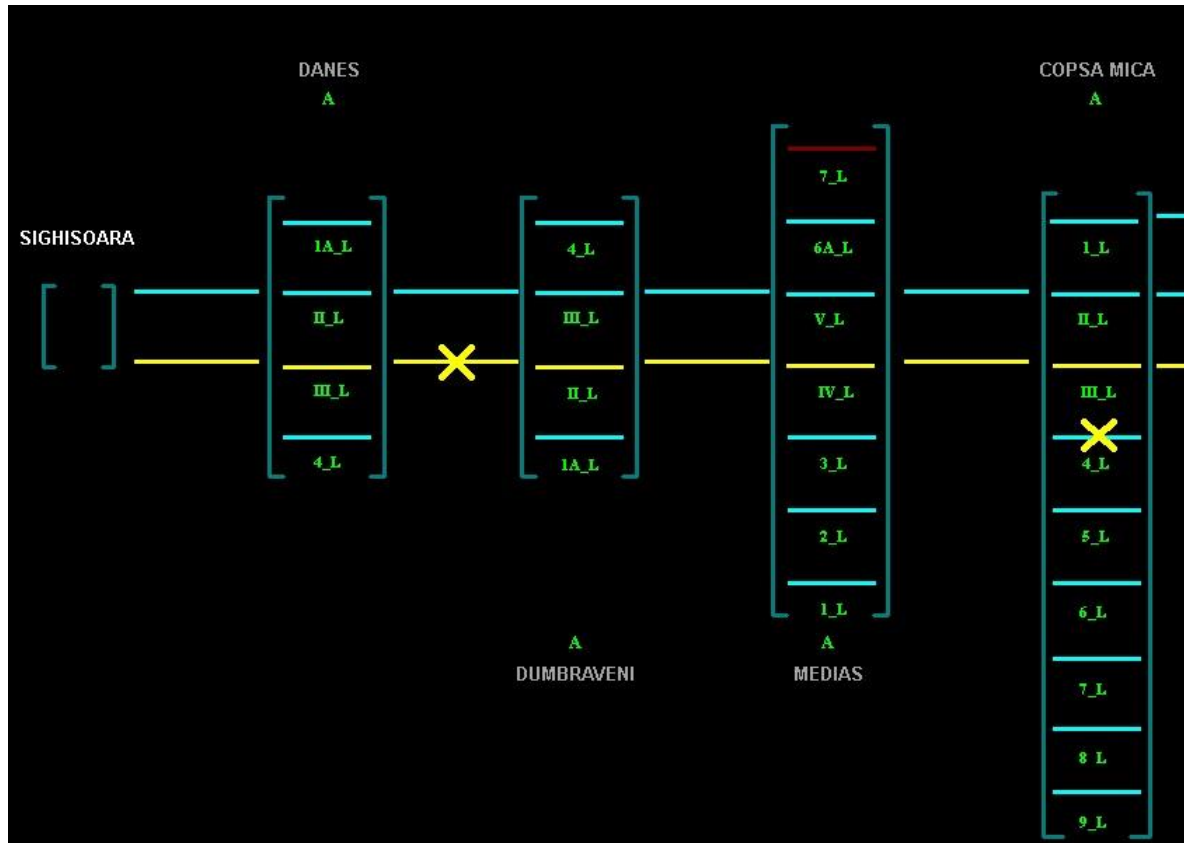 DANES
A
COPSA MICA
A
SIGHISOARA
1A_L
II_L
III_L
4_L
4_L
III_L
II_L
1A_L
A
DUMBRAVENI
7_L
6A_L
V_L
IV_L
3_L
2_L
1_L
A
MEDIAS
1_L
II_L
III_L
4_L
5_L
6_L
7_L
8_L
9_L